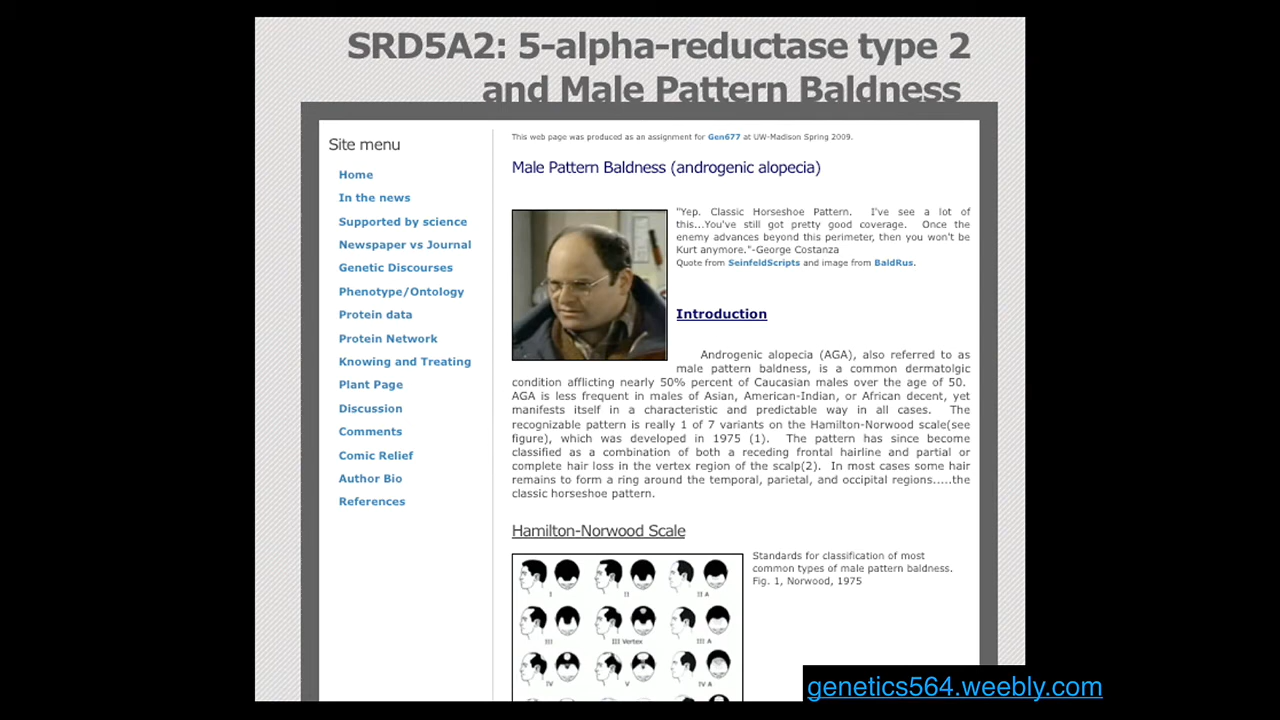 SRD5A2: 5-alpha-reductase type 2
and Male Pattern Baldness
Site menu
Home
In the news
Supported by science
Newspaper vs Journal
Genetic Discourses
Phenotype/Ontology
Protein data
Protein Network
Knowing and Treating
Plant Page
Discussion
Comments
Comic Relief
Author Bio
References
This web page was produced as an assignment for Gen677 at UW-Madison Spring 2009.
Male Pattern Baldness (androgenic alopecia)
"Yep. Classic Horseshoe Pattern. I've see a lot of
this...You've still got pretty good coverage. Once the
enemy advances beyond this perimeter, then you won't be
Kurt anymore."-George Costanza
Quote from SeinfeldScripts and image from BaldRus.
Introduction
Androgenic alopecia (AGA), also referred to as
male pattern baldness, is a common dermatolgic
condition afflicting nearly 50% percent of Caucasian males over the age of 50.
AGA is less frequent in males of Asian, American-Indian, or African decent, yet
manifests itself in a characteristic and predictable way in all cases. The
recognizable pattern is really 1 of 7 variants on the Hamilton-Norwood scale(see
figure), which was developed in 1975 (1). The pattern has since become
classified as a combination of both a receding frontal hairline and partial or
complete hair loss in the vertex region of the scalp(2). In most cases some hair
remains to form a ring around the temporal, parietal, and occipital regions.....the
classic horseshoe pattern.
Hamilton-Norwood Scale
I II II A
III III Vertex III A
IV V IV A
Standards for classification of most
common types of male pattern baldness.
Fig. 1, Norwood, 1975
genetics564.weebly.com